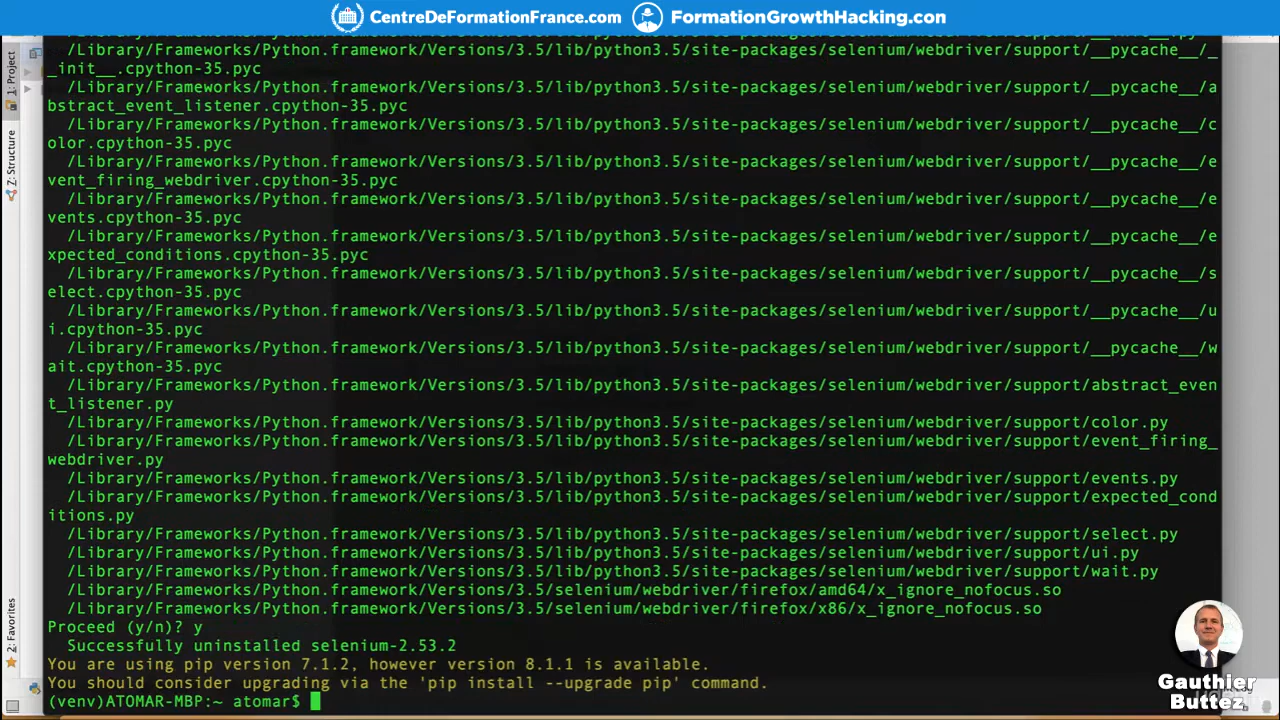 CentreDeFormationFrance.com FormationGrowthHacking.con
1: Project
Z: Structure
2: Favorites
/Library/Frameworks/Python.framework/Versions/3.5/lib/python3.5/site-packages/selenium/webdriver/support/__pycache__/_
_init__.cpython-35.pyc
/Library/Frameworks/Python.framework/Versions/3.5/lib/python3.5/site-packages/selenium/webdriver/support/__pycache__/a
bstract_event_listener.cpython-35.pyc
/Library/Frameworks/Python.framework/Versions/3.5/lib/python3.5/site-packages/selenium/webdriver/support/__pycache__/c
olor.cpython-35.pyc
/Library/Frameworks/Python.framework/Versions/3.5/lib/python3.5/site-packages/selenium/webdriver/support/__pycache__/e
vent_firing_webdriver.cpython-35.pyc
/Library/Frameworks/Python.framework/Versions/3.5/lib/python3.5/site-packages/selenium/webdriver/support/__pycache__/e
vents.cpython-35.pyc
/Library/Frameworks/Python.framework/Versions/3.5/lib/python3.5/site-packages/selenium/webdriver/support/__pycache__/e
xpected_conditions.cpython-35.pyc
/Library/Frameworks/Python.framework/Versions/3.5/lib/python3.5/site-packages/selenium/webdriver/support/__pycache__/s
elect.cpython-35.pyc
/Library/Frameworks/Python.framework/Versions/3.5/lib/python3.5/site-packages/selenium/webdriver/support/__pycache__/u
i.cpython-35.pyc
/Library/Frameworks/Python.framework/Versions/3.5/lib/python3.5/site-packages/selenium/webdriver/support/__pycache__/w
ait.cpython-35.pyc
/Library/Frameworks/Python.framework/Versions/3.5/lib/python3.5/site-packages/selenium/webdriver/support/abstract_even
t_listener.py
/Library/Frameworks/Python.framework/Versions/3.5/lib/python3.5/site-packages/selenium/webdriver/support/color.py
/Library/Frameworks/Python.framework/Versions/3.5/lib/python3.5/site-packages/selenium/webdriver/support/event_firing_
webdriver.py
/Library/Frameworks/Python.framework/Versions/3.5/lib/python3.5/site-packages/selenium/webdriver/support/events.py
/Library/Frameworks/Python.framework/Versions/3.5/lib/python3.5/site-packages/selenium/webdriver/support/expected_cond
itions.py
/Library/Frameworks/Python.framework/Versions/3.5/lib/python3.5/site-packages/selenium/webdriver/support/select.py
/Library/Frameworks/Python.framework/Versions/3.5/lib/python3.5/site-packages/selenium/webdriver/support/ui.py
/Library/Frameworks/Python.framework/Versions/3.5/lib/python3.5/site-packages/selenium/webdriver/support/wait.py
/Library/Frameworks/Python.framework/Versions/3.5/selenium/webdriver/firefox/amd64/x_ignore_nofocus.so
/Library/Frameworks/Python.framework/Versions/3.5/selenium/webdriver/firefox/x86/x_ignore_nofocus.so
Proceed (y/n)? y
Successfully uninstalled selenium-2.53.2
You are using pip version 7.1.2, however version 8.1.1 is available.
You should consider upgrading via the 'pip install --upgrade pip' command.
(venv)ATOMAR-MBP:~ atomar$
Gauthier
Buttez